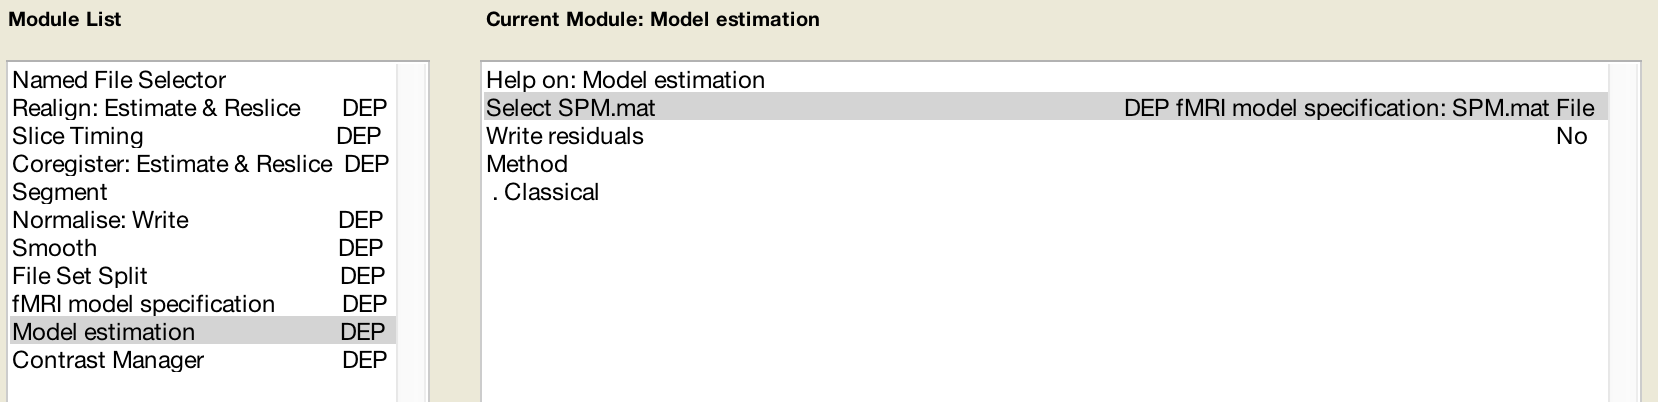 Module List
Named File Selector
Realign: Estimate & Reslice DEP
Slice Timing DEP
Coregister: Estimate & Reslice DEP
Segment
Normalise: Write DEP
Smooth DEP
File Set Split DEP
fMRI model specification DEP
Model estimation DEP
Contrast Manager DEP
Current Module: Model estimation
Help on: Model estimation
Select SPM.mat DEP fMRI model specification: SPM.mat File
Write residuals No
Method
. Classical